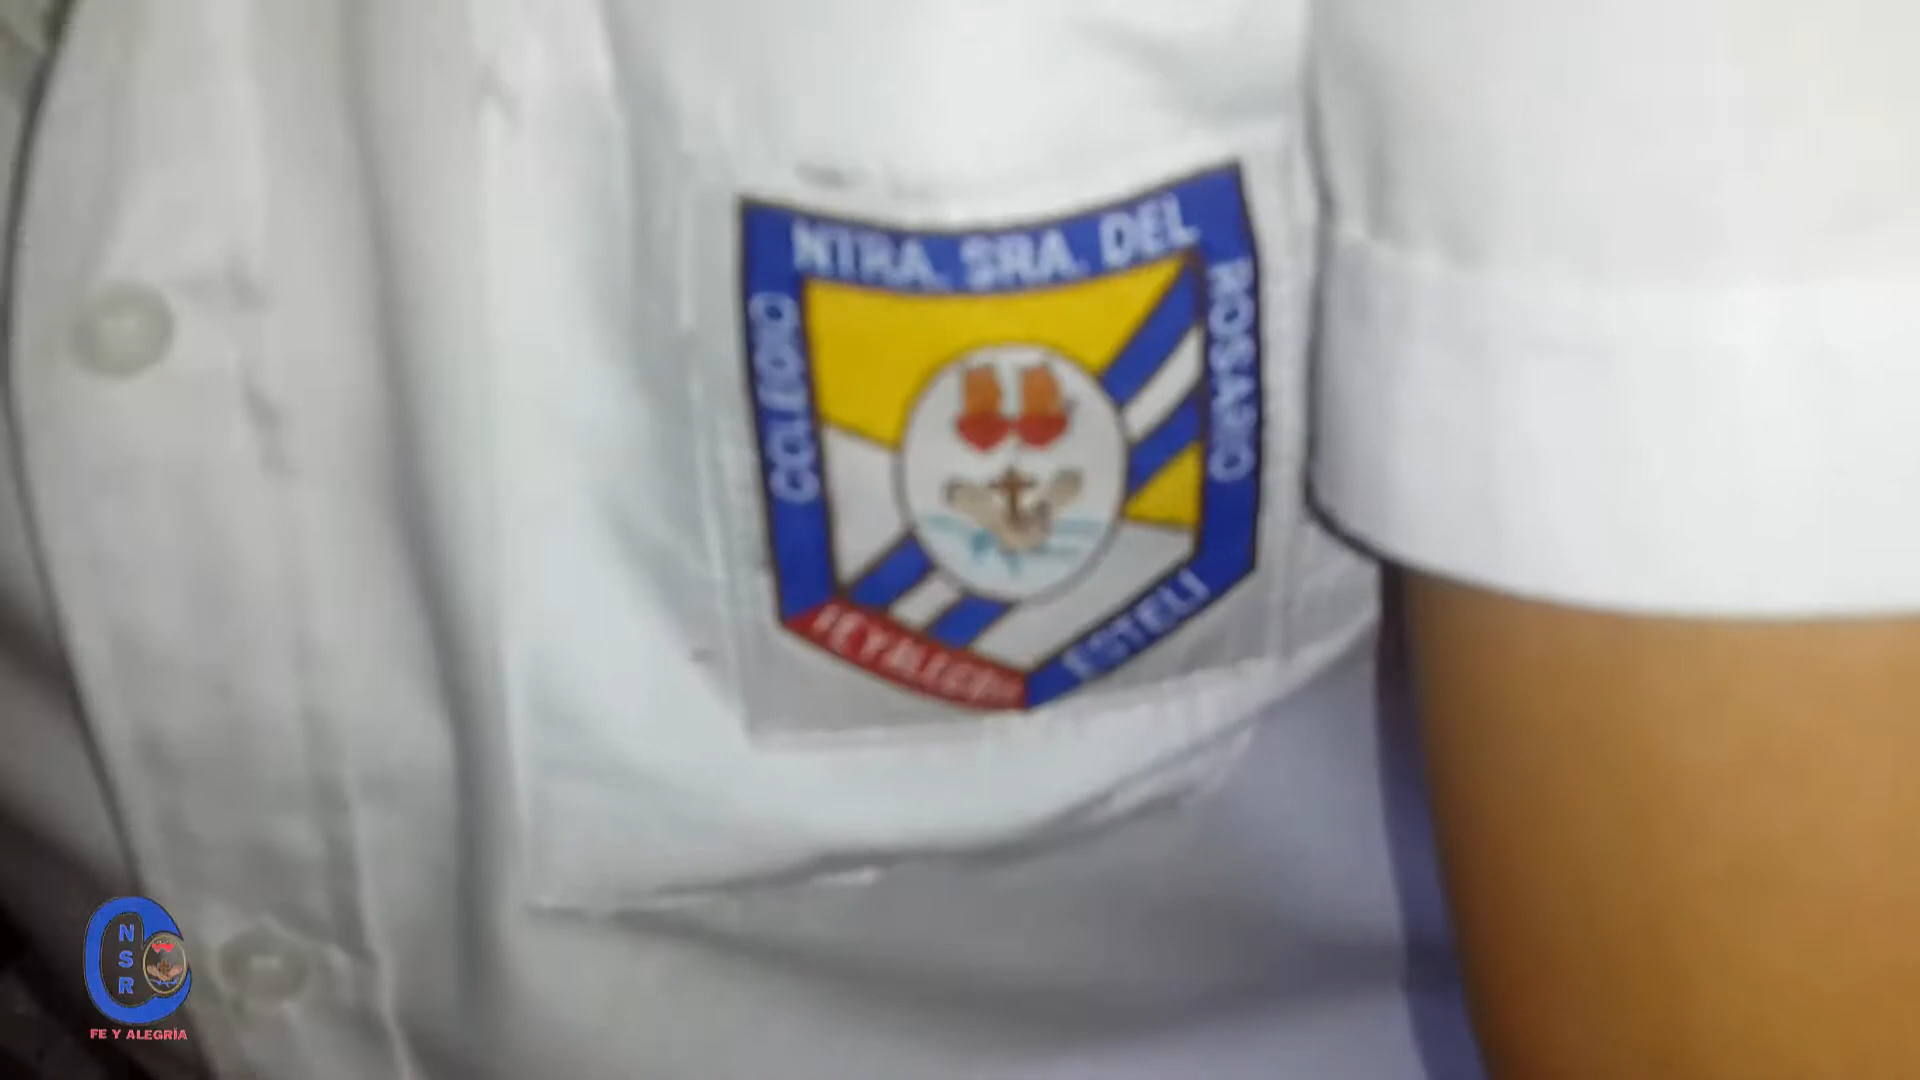 COLEGIO
NTRA. SRA. DEL
ROSARIO
FE Y ALEGRIA
ESTELI
N
S
R
FE Y ALEGRÍA